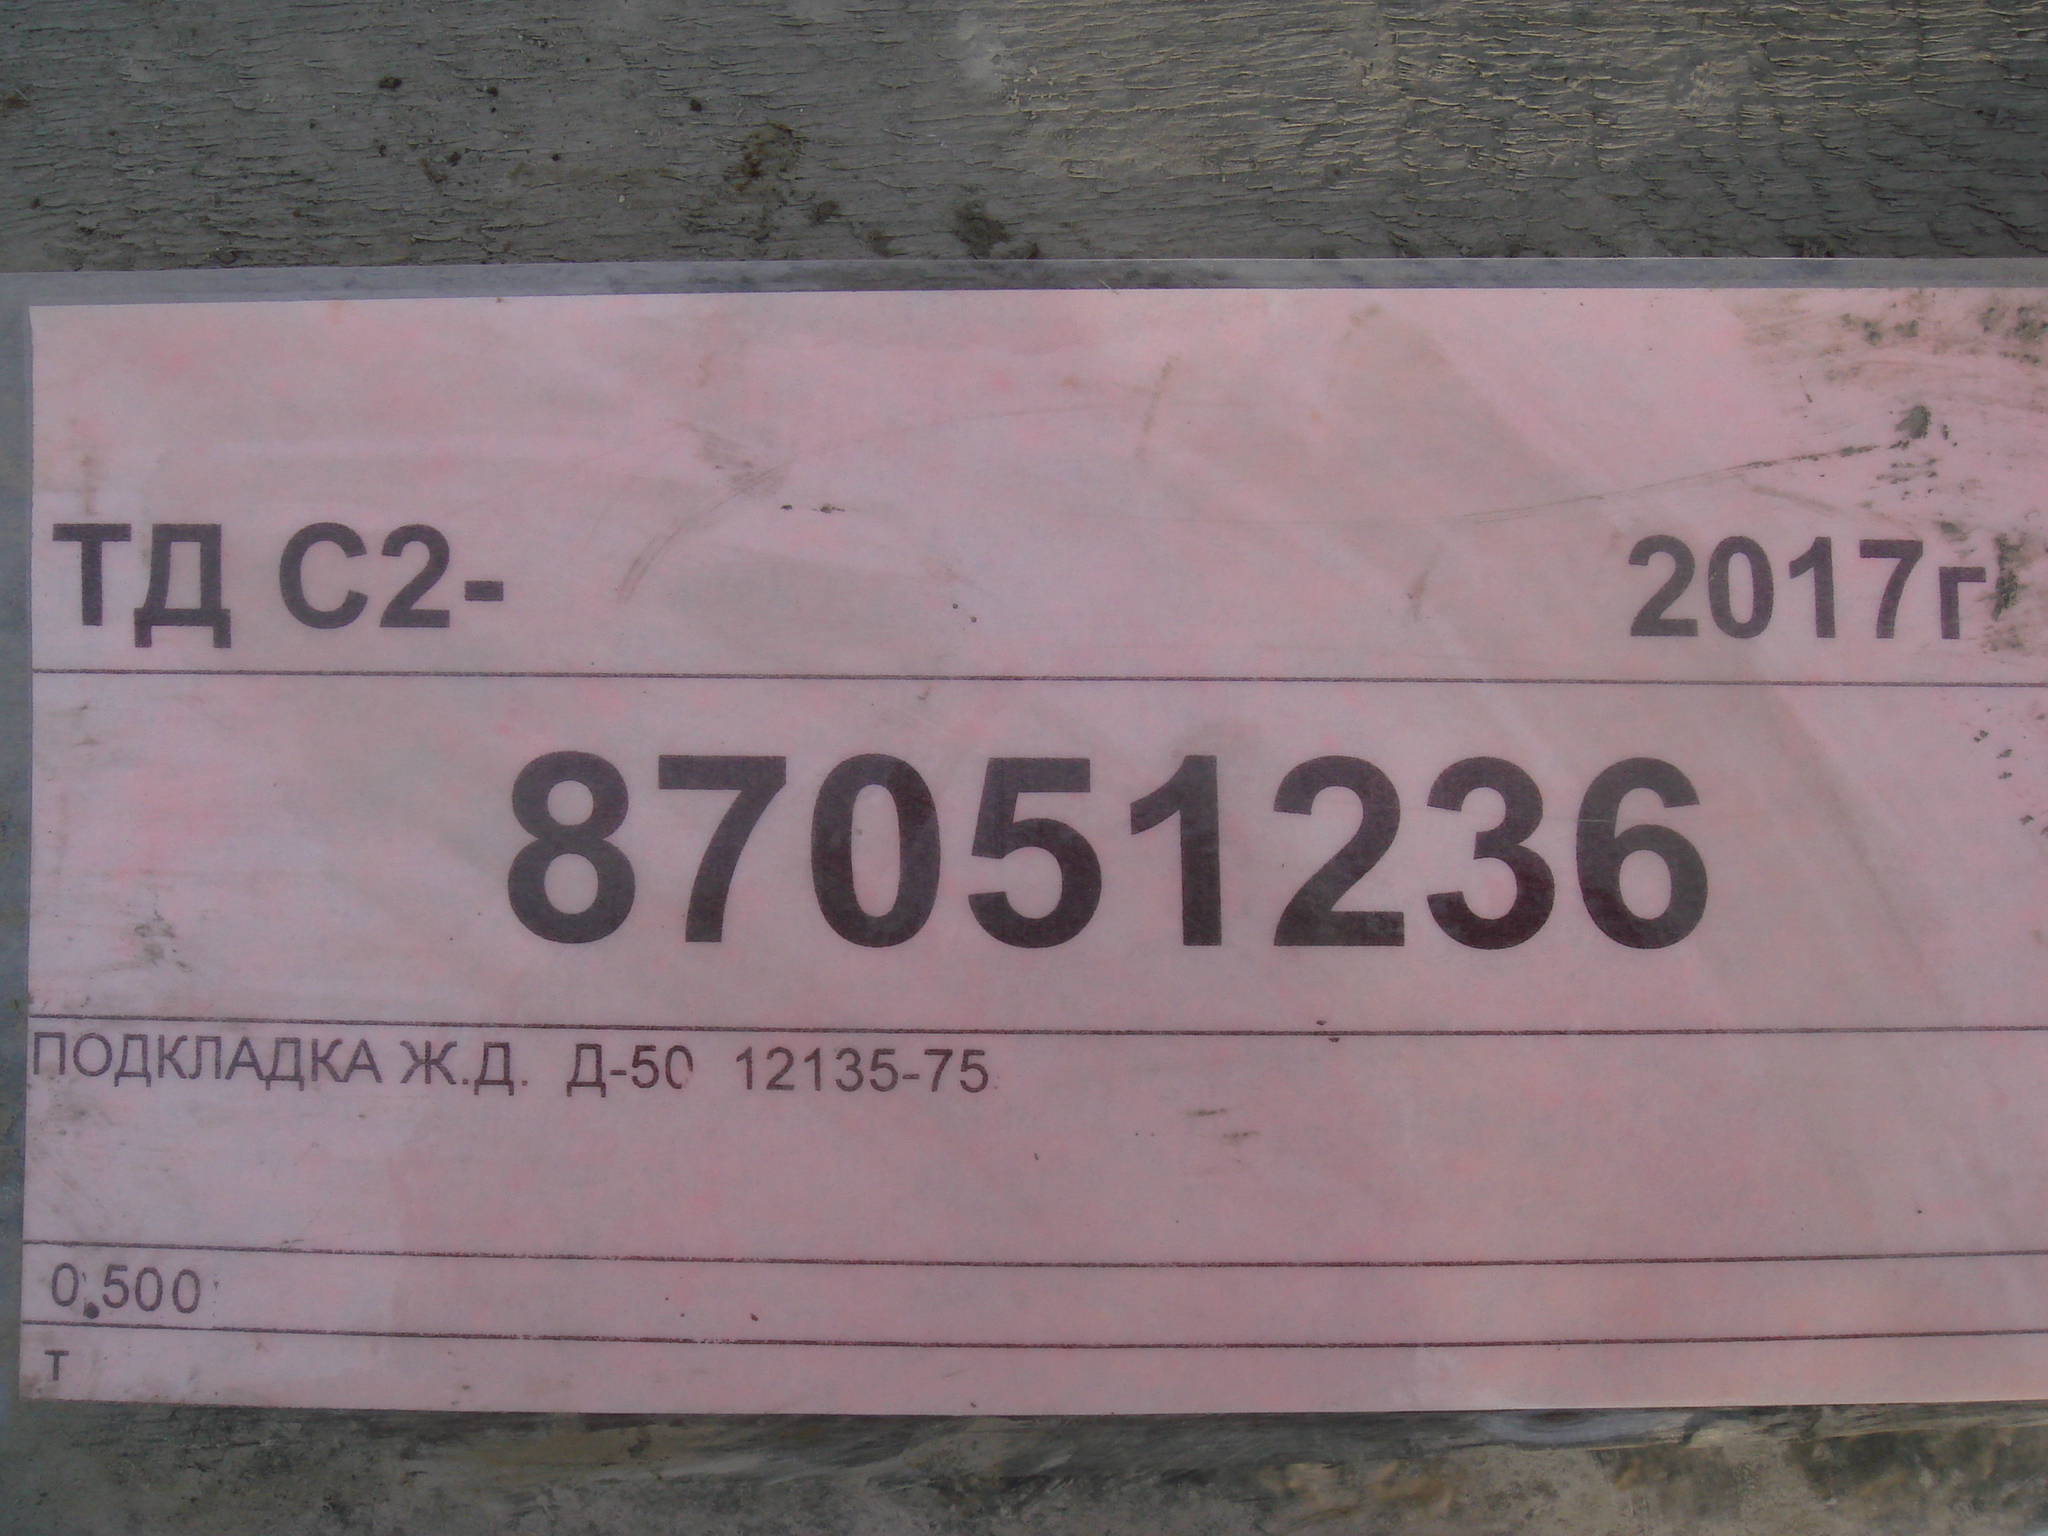 ТД С2- 2017г
87051236
ПОДКЛАДКА Ж.Д. Д-50 12135-75
0,500
т